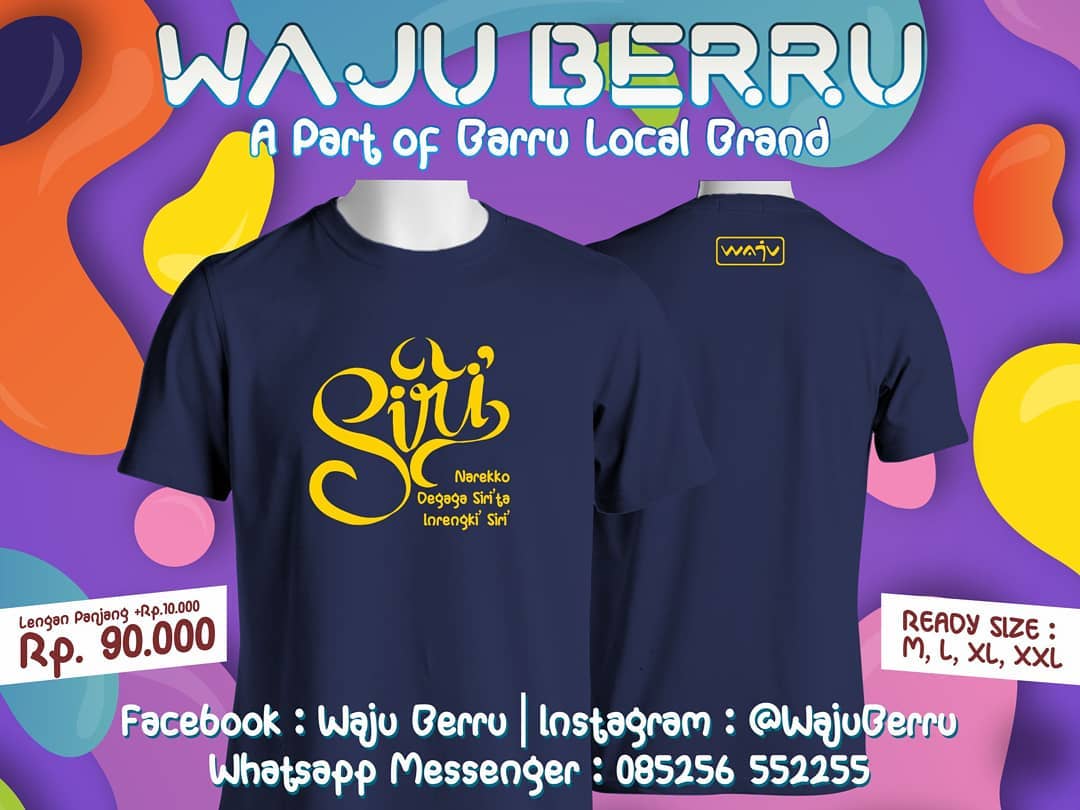 WAJU BERRU
A Part of Barru Local Brand
waju
Siri'
Narekko
Degaga Siri'ta
Inrengki' Siri'
Lengan Panjang +Rp.10.000
Rp. 90.000
READY SIZE :
M, L, XL, XXL
Facebook : Waju Berru | Instagram : @WajuBerru
Whatsapp Messenger : 085256 552255